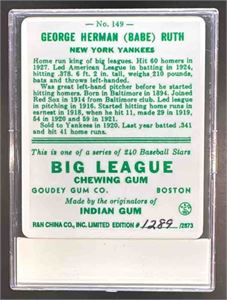 No. 149
GEORGE HERMAN (BABE) RUTH
NEW YORK YANKEES
Home run king of big leagues. Hit 60 homers in
1927. Led American League in batting in 1924,
hitting .378. 6 ft. 2 in. tall, weighs 210 pounds,
bats and throws left-handed.
Was great left-hand pitcher before he started
hitting homers. Born in Baltimore in 1894. Joined
Red Sox in 1914 from Baltimore club. Led league
in pitching in 1916. Started hitting homers in
earnest in 1918, when he hit 11, made 29 in 1919,
54 in 1920 and 59 in 1921.
Sold to Yankees in 1920. Last year batted .341
and hit 41 home runs.
This is one of a series of 240 Baseball Stars
BIG LEAGUE
CHEWING GUM
GOUDEY GUM CO. BOSTON
Made by the originators of
INDIAN GUM
RAN CHINA CO., INC. LIMITED EDITION # 1289 /2873